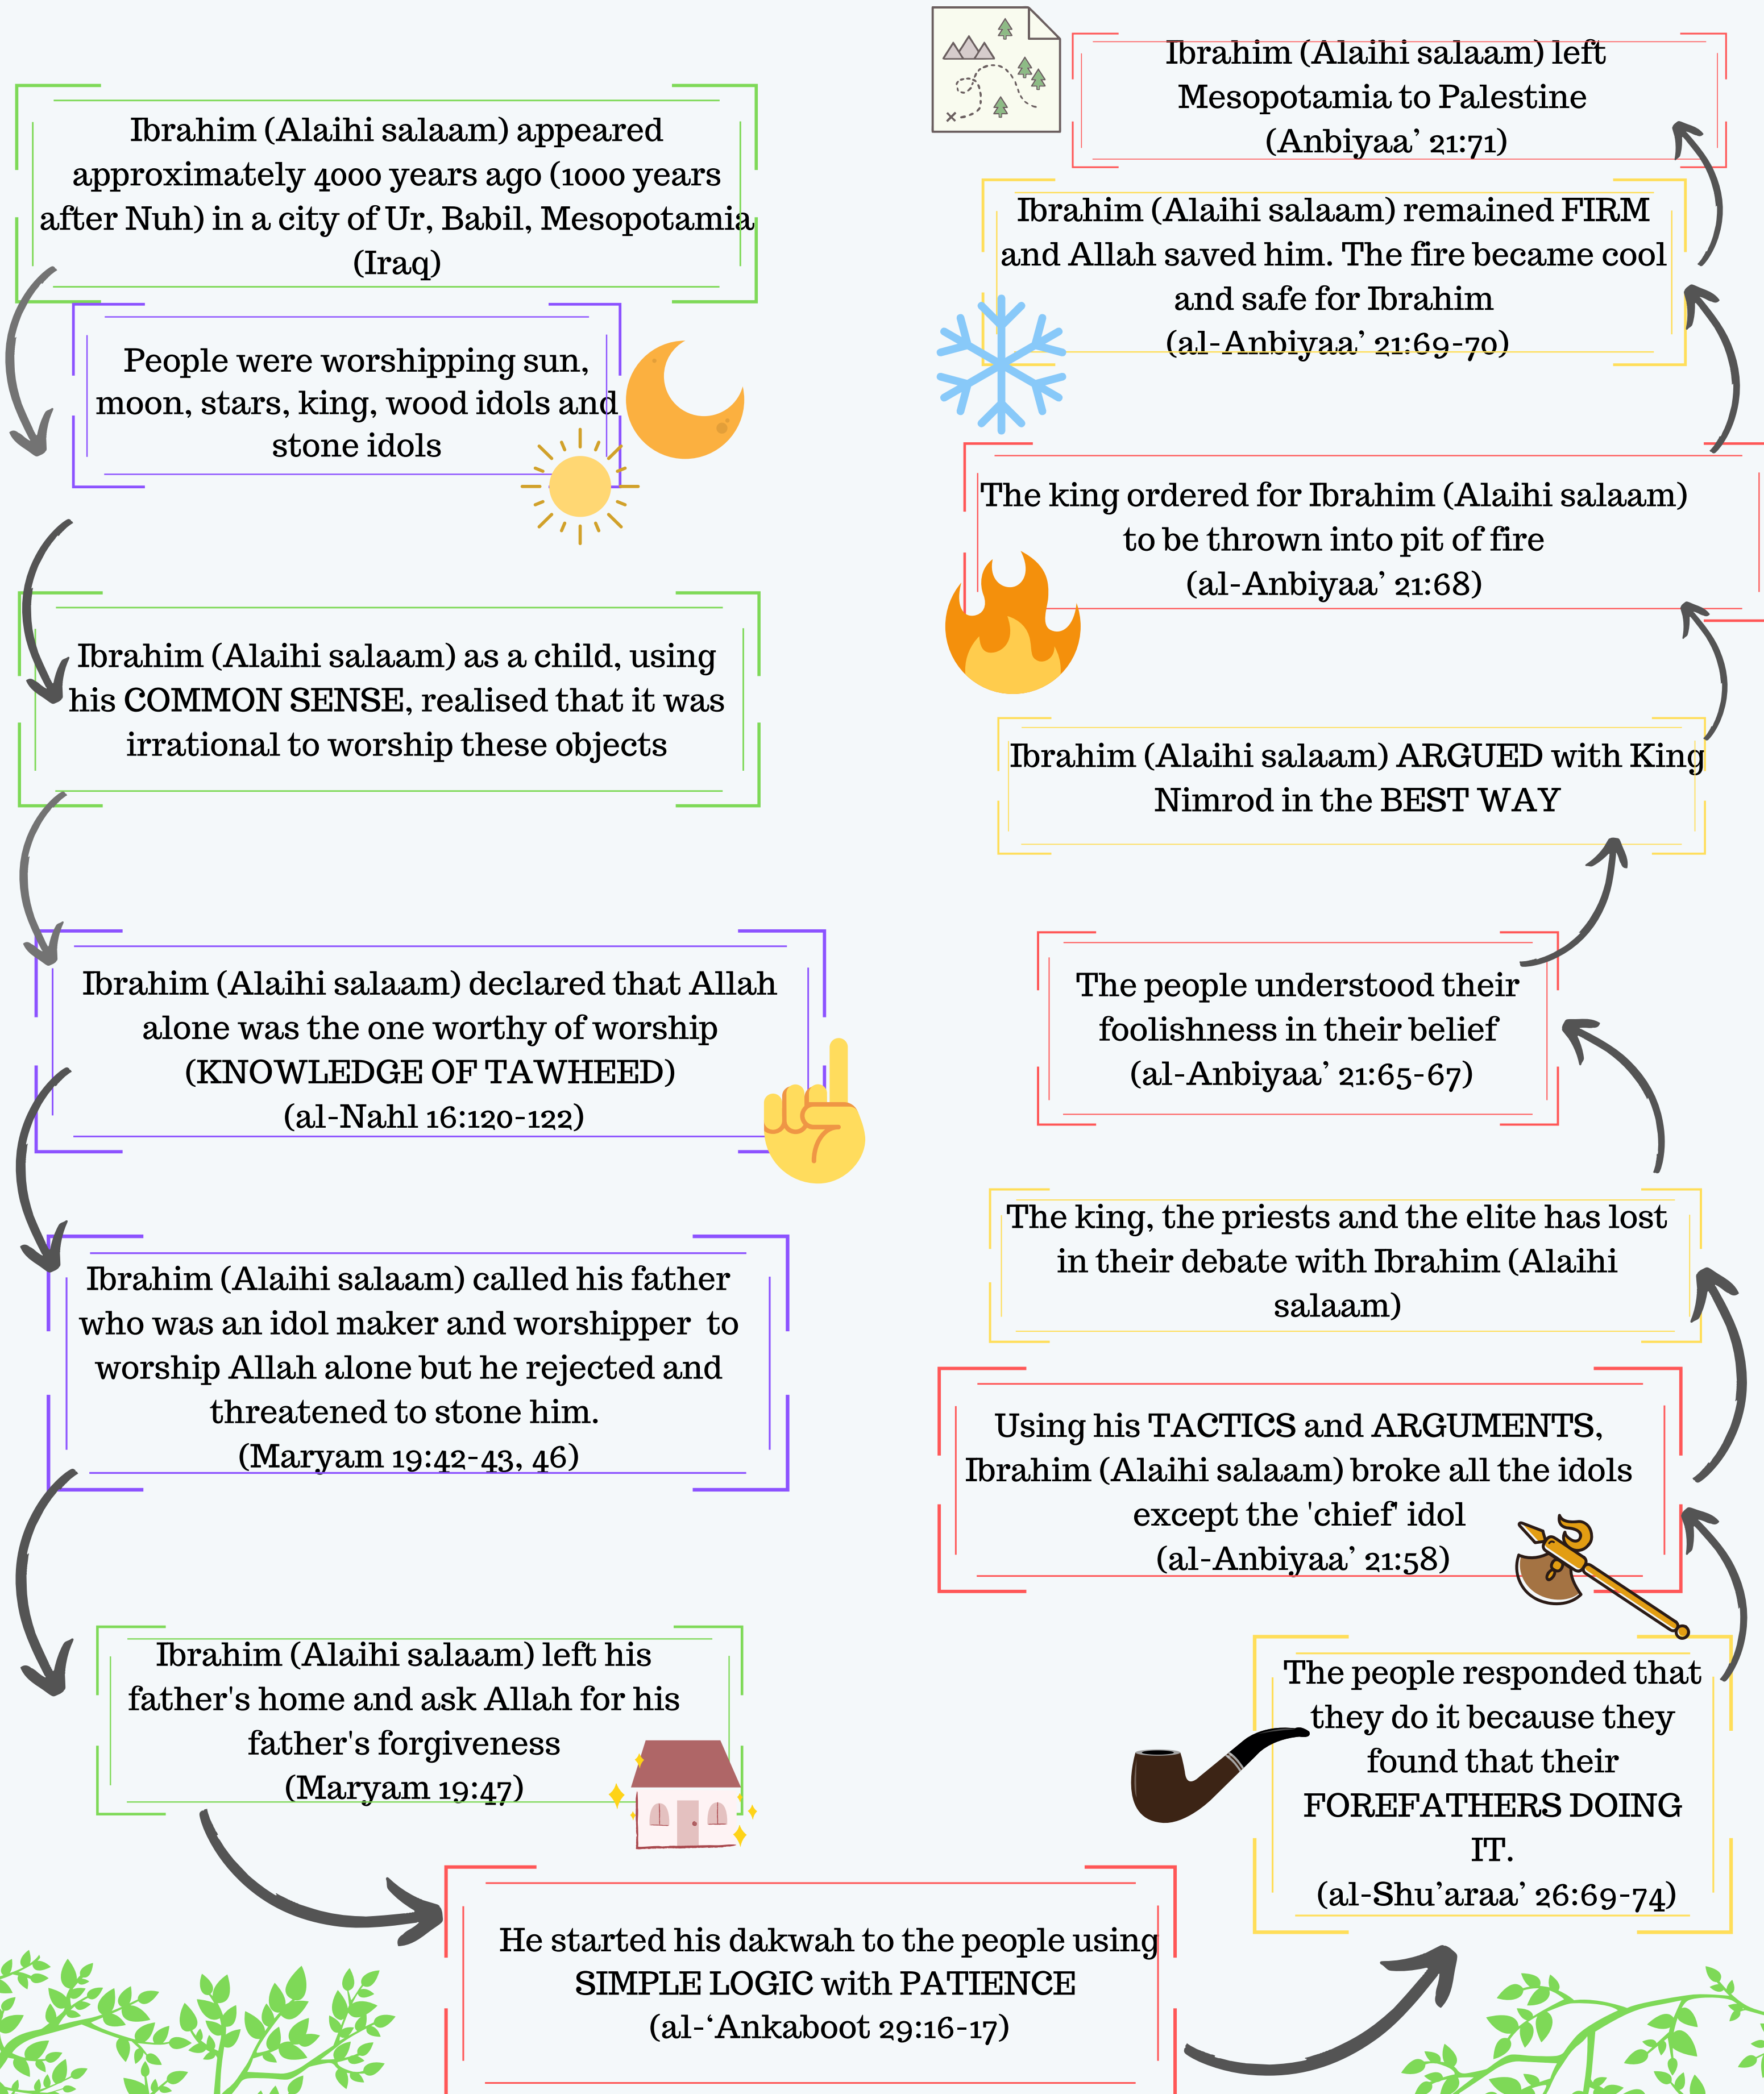 Ibrahim (Alaihi salaam) appeared
approximately 4000 years ago (1000 years
after Nuh) in a city of Ur, Babil, Mesopotamia
(Iraq)
People were worshipping sun,
moon, stars, king, wood idols and
stone idols
Ibrahim (Alaihi salaam) as a child, using
his COMMON SENSE, realised that it was
irrational to worship these objects
Ibrahim (Alaihi salaam) declared that Allah
alone was the one worthy of worship
(KNOWLEDGE OF TAWHEED)
(al-Nahl 16:120-122)
Ibrahim (Alaihi salaam) called his father
who was an idol maker and worshipper  to
worship Allah alone but he rejected and
threatened to stone him.
(Maryam 19:42-43, 46)
Ibrahim (Alaihi salaam) left his
father's home and ask Allah for his
father's forgiveness
(Maryam 19:47)
He started his dakwah to the people using
SIMPLE LOGIC with PATIENCE
(al-‘Ankaboot 29:16-17)
The people responded that
they do it because they
found that their
FOREFATHERS DOING
IT.
(al-Shu’araa’ 26:69-74)
Using his TACTICS and ARGUMENTS,
Ibrahim (Alaihi salaam) broke all the idols
except the 'chief' idol
(al-Anbiyaa’ 21:58)
The king, the priests and the elite has lost
in their debate with Ibrahim (Alaihi
salaam)
The people understood their
foolishness in their belief
(al-Anbiyaa’ 21:65-67)
Ibrahim (Alaihi salaam) ARGUED with King
Nimrod in the BEST WAY
The king ordered for Ibrahim (Alaihi salaam)
to be thrown into pit of fire
(al-Anbiyaa’ 21:68)
Ibrahim (Alaihi salaam) remained FIRM
and Allah saved him. The fire became cool
and safe for Ibrahim
(al-Anbiyaa’ 21:69-70)
Ibrahim (Alaihi salaam) left
Mesopotamia to Palestine
(Anbiyaa’ 21:71)